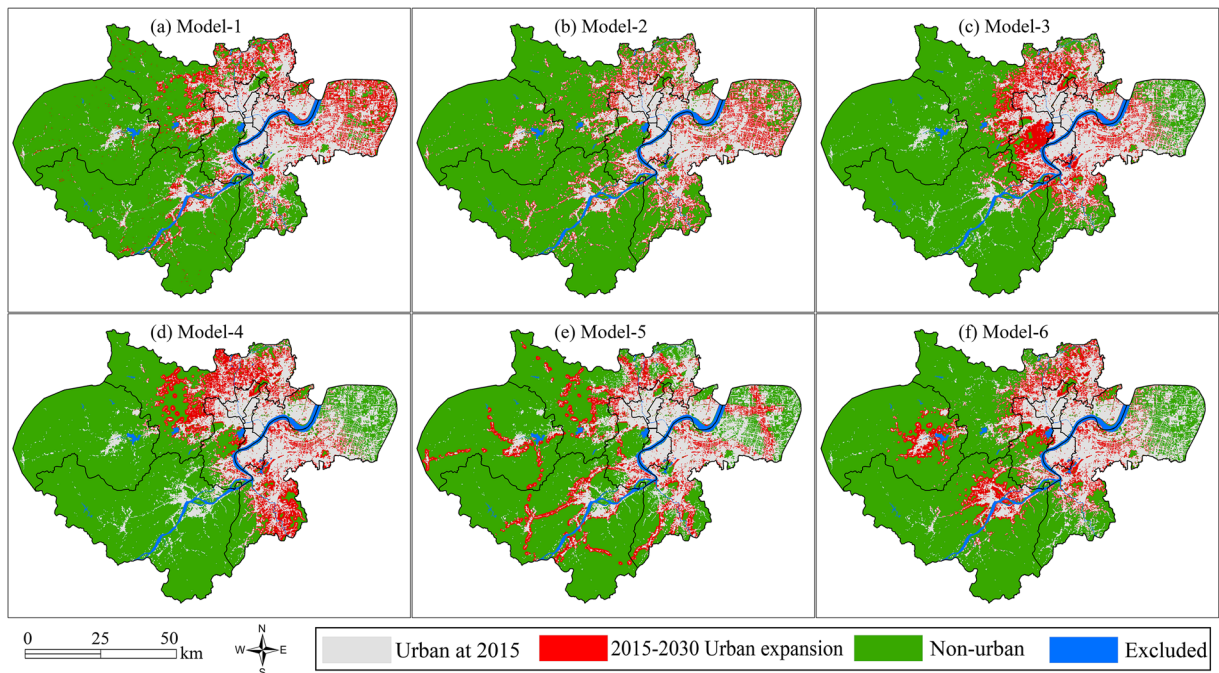 (a) Model-1
(b) Model-2
(c) Model-3
(d) Model-4
(e) Model-5
(f) Model-6
0 25 50
km
N
W E
S
Urban at 2015
2015-2030 Urban expansion
Non-urban
Excluded